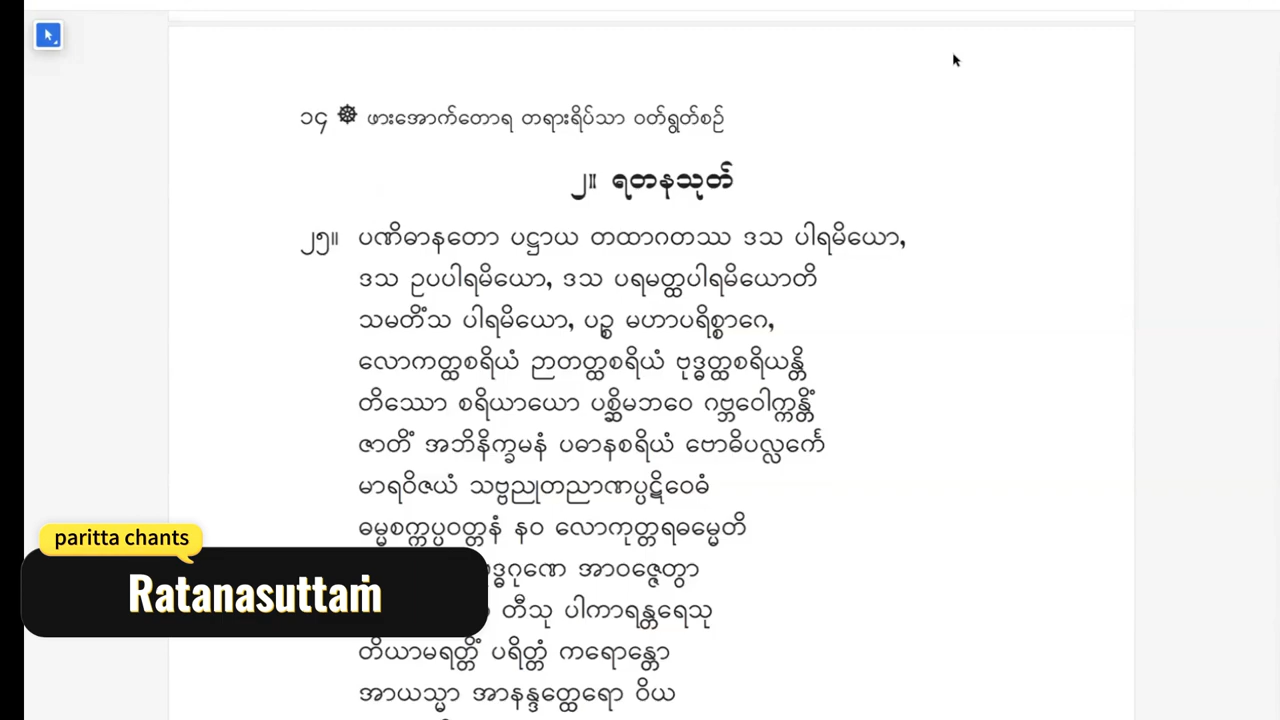 ၁၄ ☸ ဖားအောက်တောရ တရားရိပ်သာ ဝတ်ရွတ်စဉ်
၂။ ရတနသုတ်
၂၅။ ပဏိဓာနတော ပဋ္ဌာယ တထာဂတဿ ဒသ ပါရမိယော,
ဒသ ဥပပါရမိယော, ဒသ ပရမတ္ထပါရမိယောတိ
သမတိံသ ပါရမိယော, ပဉ္စ မဟာပရိစ္စာဂေ,
လောကတ္ထစရိယံ ဉာတတ္ထစရိယံ ဗုဒ္ဓတ္ထစရိယန္တိ
တိဿော စရိယာယော ပစ္ဆိမဘဝေ ဂဗ္ဘဝေါက္ကန္တိံ
ဇာတိံ အဘိနိက္ခမနံ ပဓာနစရိယံ ဗောဓိပလ္လင်္ကေ
မာရဝိဇယံ သဗ္ဗညုတညာဏပ္ပဋိဝေဓံ
ဓမ္မစက္ကပ္ပဝတ္တနံ နဝ လောကုတ္တရဓမ္မေတိ
ဒ္ဓဂုဏေ အာဝဇ္ဇေတွာ
တီသု ပါကာရန္တရေသု
တိယာမရတ္တိံ ပရိတ္တံ ကရောန္တော
အာယသ္မာ အာနန္ဒတ္ထေရော ဝိယ
paritta chants
Ratanasuttaṁ